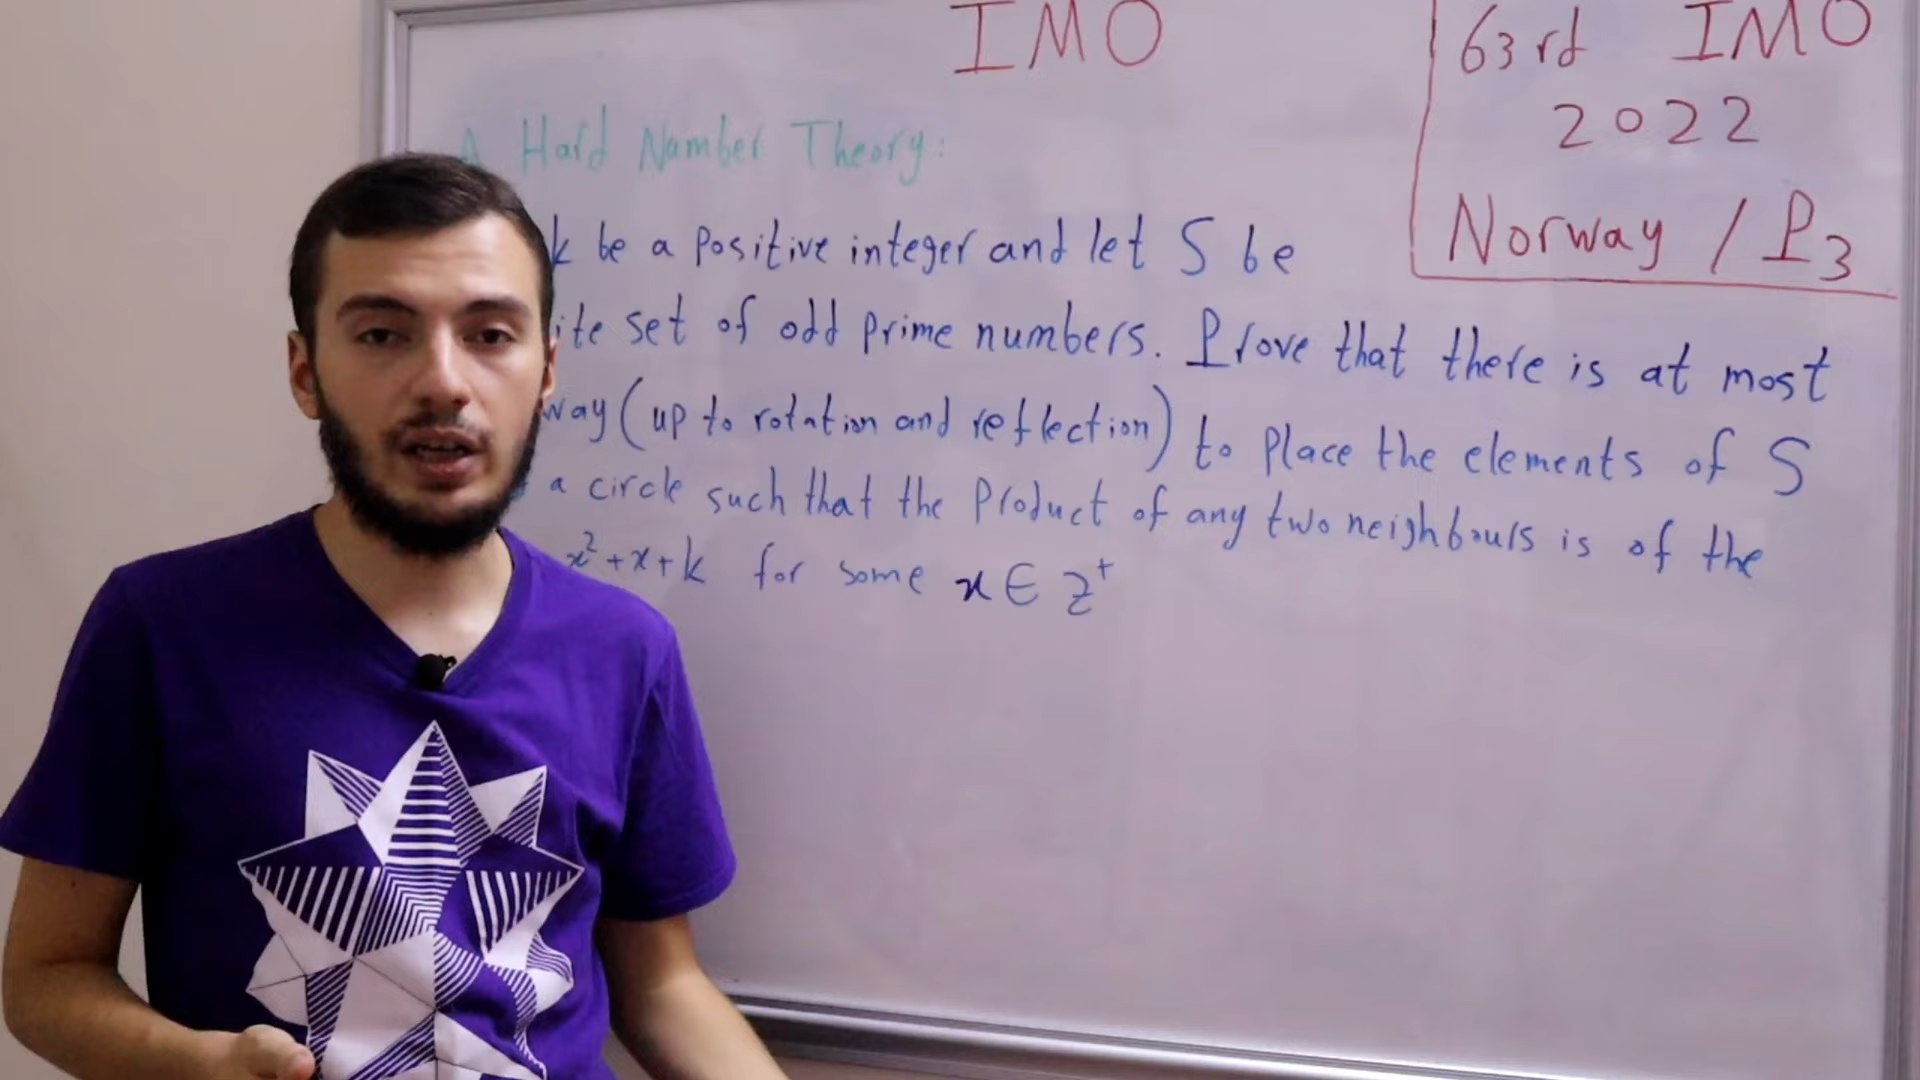 IMO
63rd IMO
2022
Norway / P3
A Hard Number Theory:
k be a positive integer and let S be
ite set of odd prime numbers. Prove that there is at most
way (up to rotation and reflection) to place the elements of S
a circle such that the product of any two neighbours is of the
x²+x+k for some x ∈ Z⁺